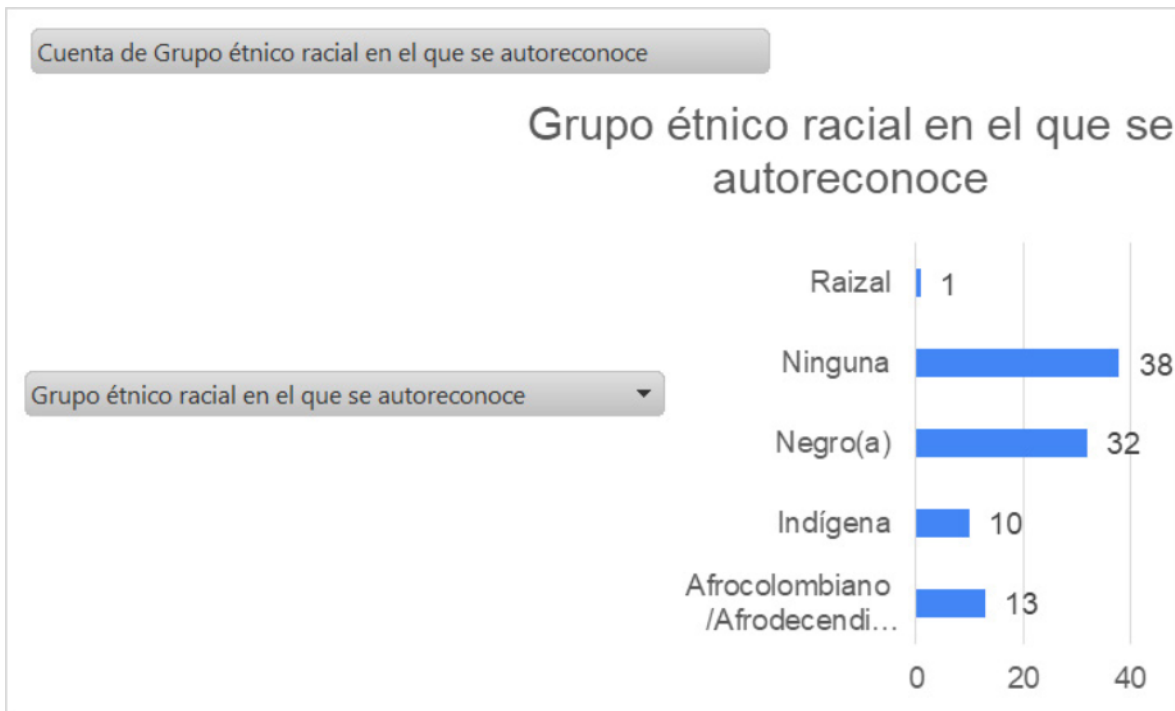 Cuenta de Grupo étnico racial en el que se autoreconoce
Grupo étnico racial en el que se
autoreconoce
Raizal 1
Ninguna 38
Grupo étnico racial en el que se autoreconoce
Negro(a) 32
Indígena 10
Afrocolombiano
/Afrodecendi... 13
0 20 40